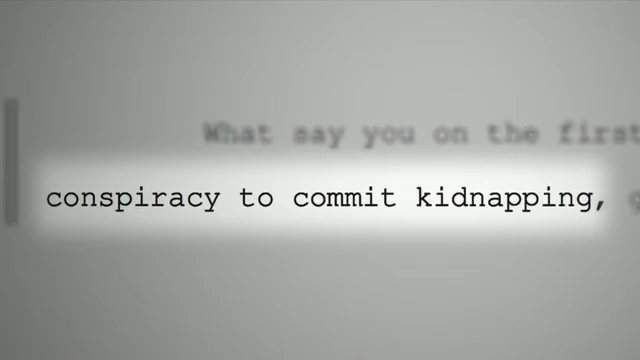 What say you on the first
conspiracy to commit kidnapping,